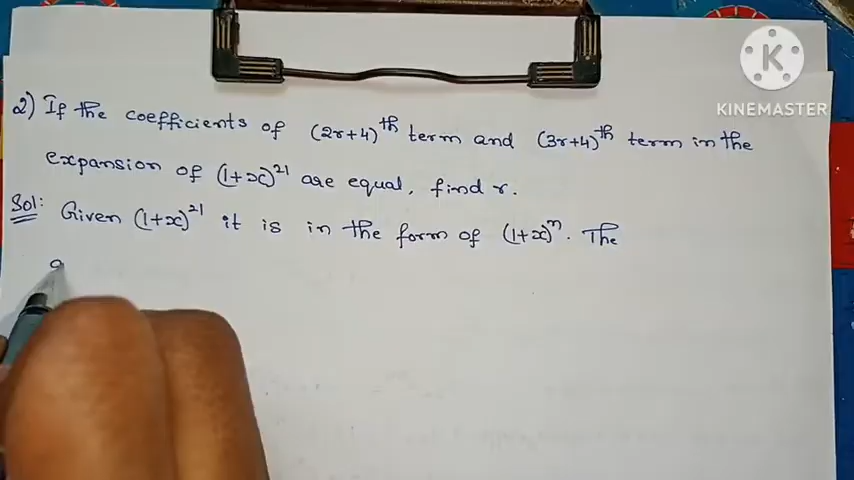 KINEMASTER
2) If the coefficients of (2r+4)th term and (3r+4)th term in the
expansion of (1+x)^21 are equal, find r.
Sol: Given (1+x)^21 it is in the form of (1+x)^n. The